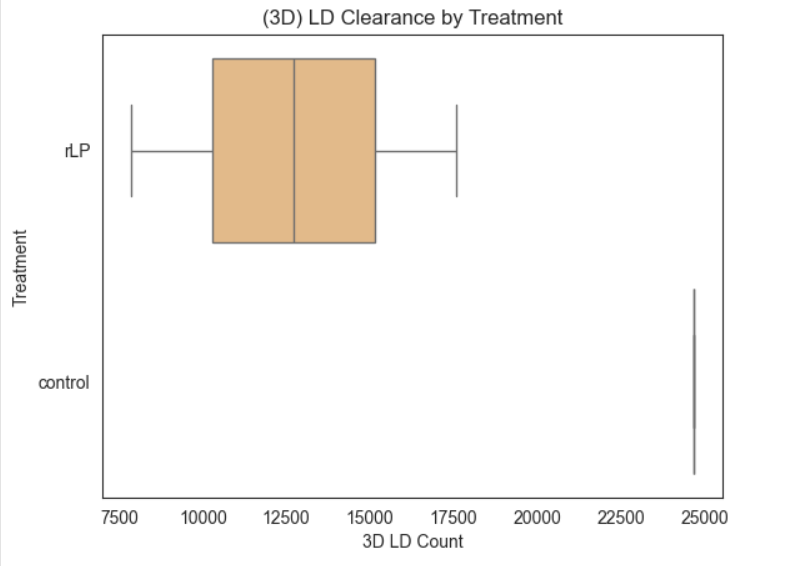 (3D) LD Clearance by Treatment
rLP
Treatment
control
7500 10000 12500 15000 17500 20000 22500 25000
3D LD Count